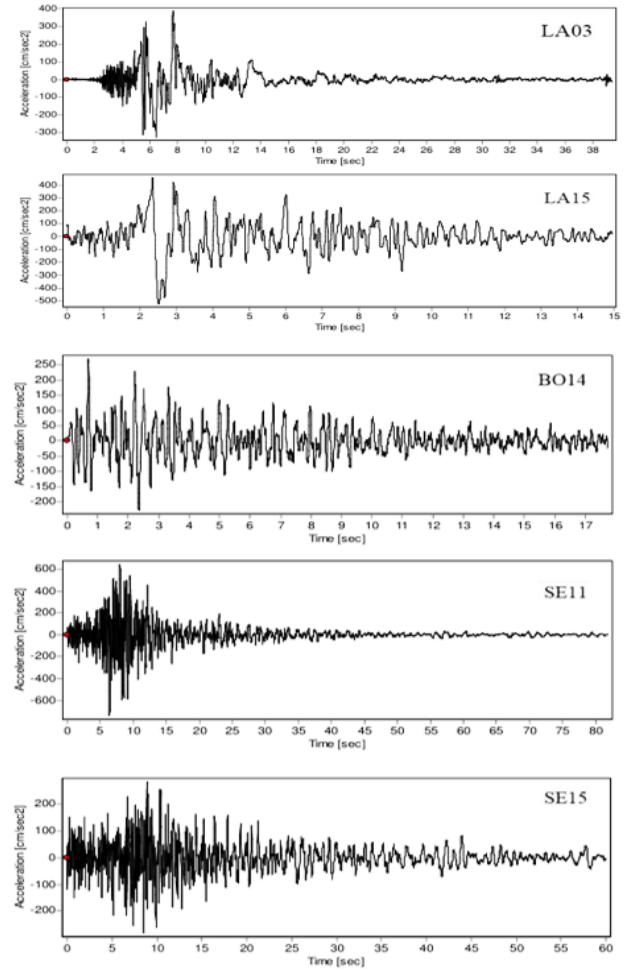 LA03
Acceleration [cm/sec2]
400
300
200
100
0
-100
-200
-300
0 2 4 6 8 10 12 14 16 18 20 22 24 26 28 30 32 34 36 38
Time [sec]
LA15
Acceleration [cm/sec2]
400
300
200
100
0
-100
-200
-300
-400
-500
0 1 2 3 4 5 6 7 8 9 10 11 12 13 14 15
Time [sec]
BO14
Acceleration [cm/sec2]
250
200
150
100
50
0
-50
-100
-150
-200
0 1 2 3 4 5 6 7 8 9 10 11 12 13 14 15 16 17
Time [sec]
SE11
Acceleration [cm/sec2]
600
400
200
0
-200
-400
-600
0 5 10 15 20 25 30 35 40 45 50 55 60 65 70 75 80
Time [sec]
SE15
Acceleration [cm/sec2]
200
100
0
-100
-200
0 5 10 15 20 25 30 35 40 45 50 55 60
Time [sec]